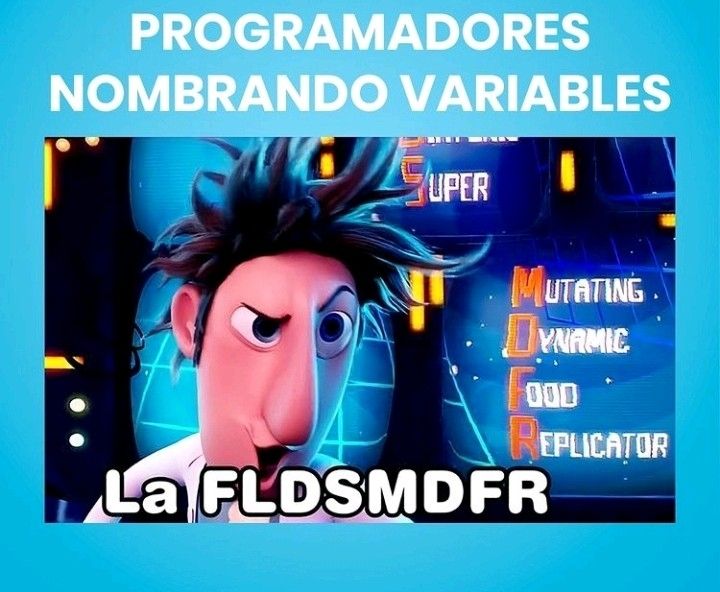 PROGRAMADORES
NOMBRANDO VARIABLES
SUPER
MUTATING
DYNAMIC
FOOD
REPLICATOR
La FLDSMDFR